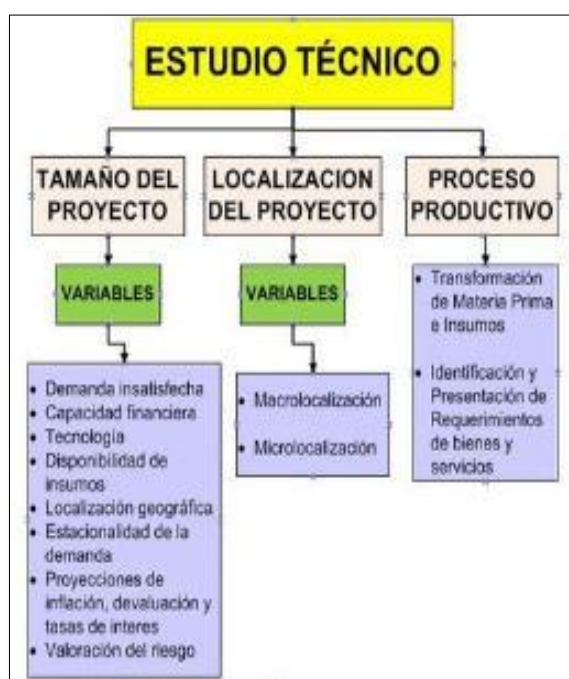 ESTUDIO TÉCNICO
TAMAÑO DEL
PROYECTO
VARIABLES
• Demanda insatisfecha
• Capacidad financiera
• Tecnología
• Disponibilidad de
insumos
• Localización geográfica
• Estacionalidad de la
demanda
• Proyecciones de
inflación, devaluación y
tasas de interes
• Valoración del riesgo
LOCALIZACION
DEL PROYECTO
VARIABLES
• Macrolocalización
• Microlocalización
PROCESO
PRODUCTIVO
• Transformación
de Materia Prima
e Insumos
• Identificación y
Presentación de
Requerimientos
de bienes y
servicios